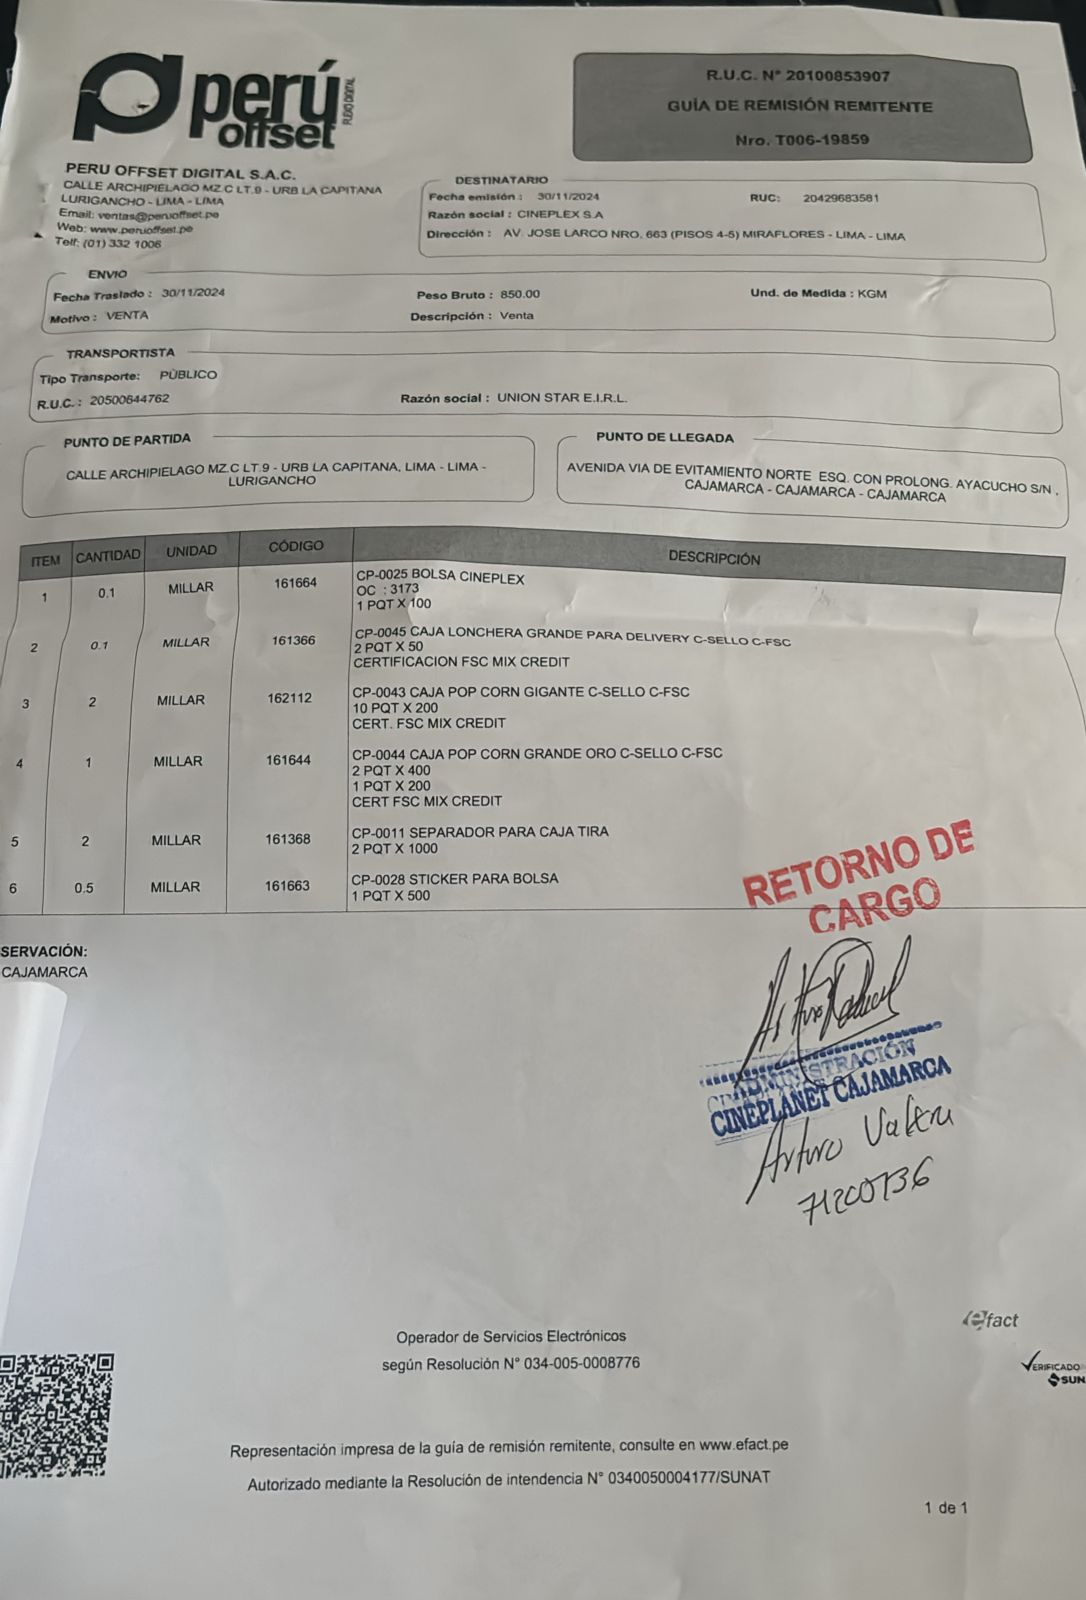 perú
offset
R.U.C. N° 20100853907
GUÍA DE REMISIÓN REMITENTE
Nro. T006-19859
PERU OFFSET DIGITAL S.A.C.
CALLE ARCHIPIELAGO MZ.C LT.9 - URB LA CAPITANA
LURIGANCHO - LIMA - LIMA
Email: ventas@peruoffset.pe
Web: www.peruoffset.pe
Telf: (01) 332 1006
DESTINATARIO
Fecha emisión : 30/11/2024 RUC: 20429683581
Razón social : CINEPLEX S.A
Dirección : AV. JOSE LARCO NRO. 663 (PISOS 4-5) MIRAFLORES - LIMA - LIMA
ENVIO
Fecha Traslado : 30/11/2024 Peso Bruto : 850.00 Und. de Medida : KGM
Motivo : VENTA Descripción : Venta
TRANSPORTISTA
Tipo Transporte: PÚBLICO
R.U.C. : 20500644762 Razón social : UNION STAR E.I.R.L.
PUNTO DE PARTIDA
CALLE ARCHIPIELAGO MZ.C LT.9 - URB LA CAPITANA, LIMA - LIMA -
LURIGANCHO
PUNTO DE LLEGADA
AVENIDA VIA DE EVITAMIENTO NORTE ESQ. CON PROLONG. AYACUCHO S/N ,
CAJAMARCA - CAJAMARCA - CAJAMARCA
ITEM CANTIDAD UNIDAD CÓDIGO DESCRIPCIÓN
1 0.1 MILLAR 161664 CP-0025 BOLSA CINEPLEX
OC : 3173
1 PQT X 100
2 0.1 MILLAR 161366 CP-0045 CAJA LONCHERA GRANDE PARA DELIVERY C-SELLO C-FSC
2 PQT X 50
CERTIFICACION FSC MIX CREDIT
3 2 MILLAR 162112 CP-0043 CAJA POP CORN GIGANTE C-SELLO C-FSC
10 PQT X 200
CERT. FSC MIX CREDIT
4 1 MILLAR 161644 CP-0044 CAJA POP CORN GRANDE ORO C-SELLO C-FSC
2 PQT X 400
1 PQT X 200
CERT FSC MIX CREDIT
5 2 MILLAR 161368 CP-0011 SEPARADOR PARA CAJA TIRA
2 PQT X 1000
6 0.5 MILLAR 161663 CP-0028 STICKER PARA BOLSA
1 PQT X 500
RETORNO DE
CARGO
SERVACIÓN:
CAJAMARCA
ADMINISTRACIÓN
CINEPLANET CAJAMARCA
Arturo
efact
Operador de Servicios Electrónicos
según Resolución N° 034-005-0008776
VERIFICADO
SUN
Representación impresa de la guía de remisión remitente, consulte en www.efact.pe
Autorizado mediante la Resolución de intendencia N° 0340050004177/SUNAT
1 de 1